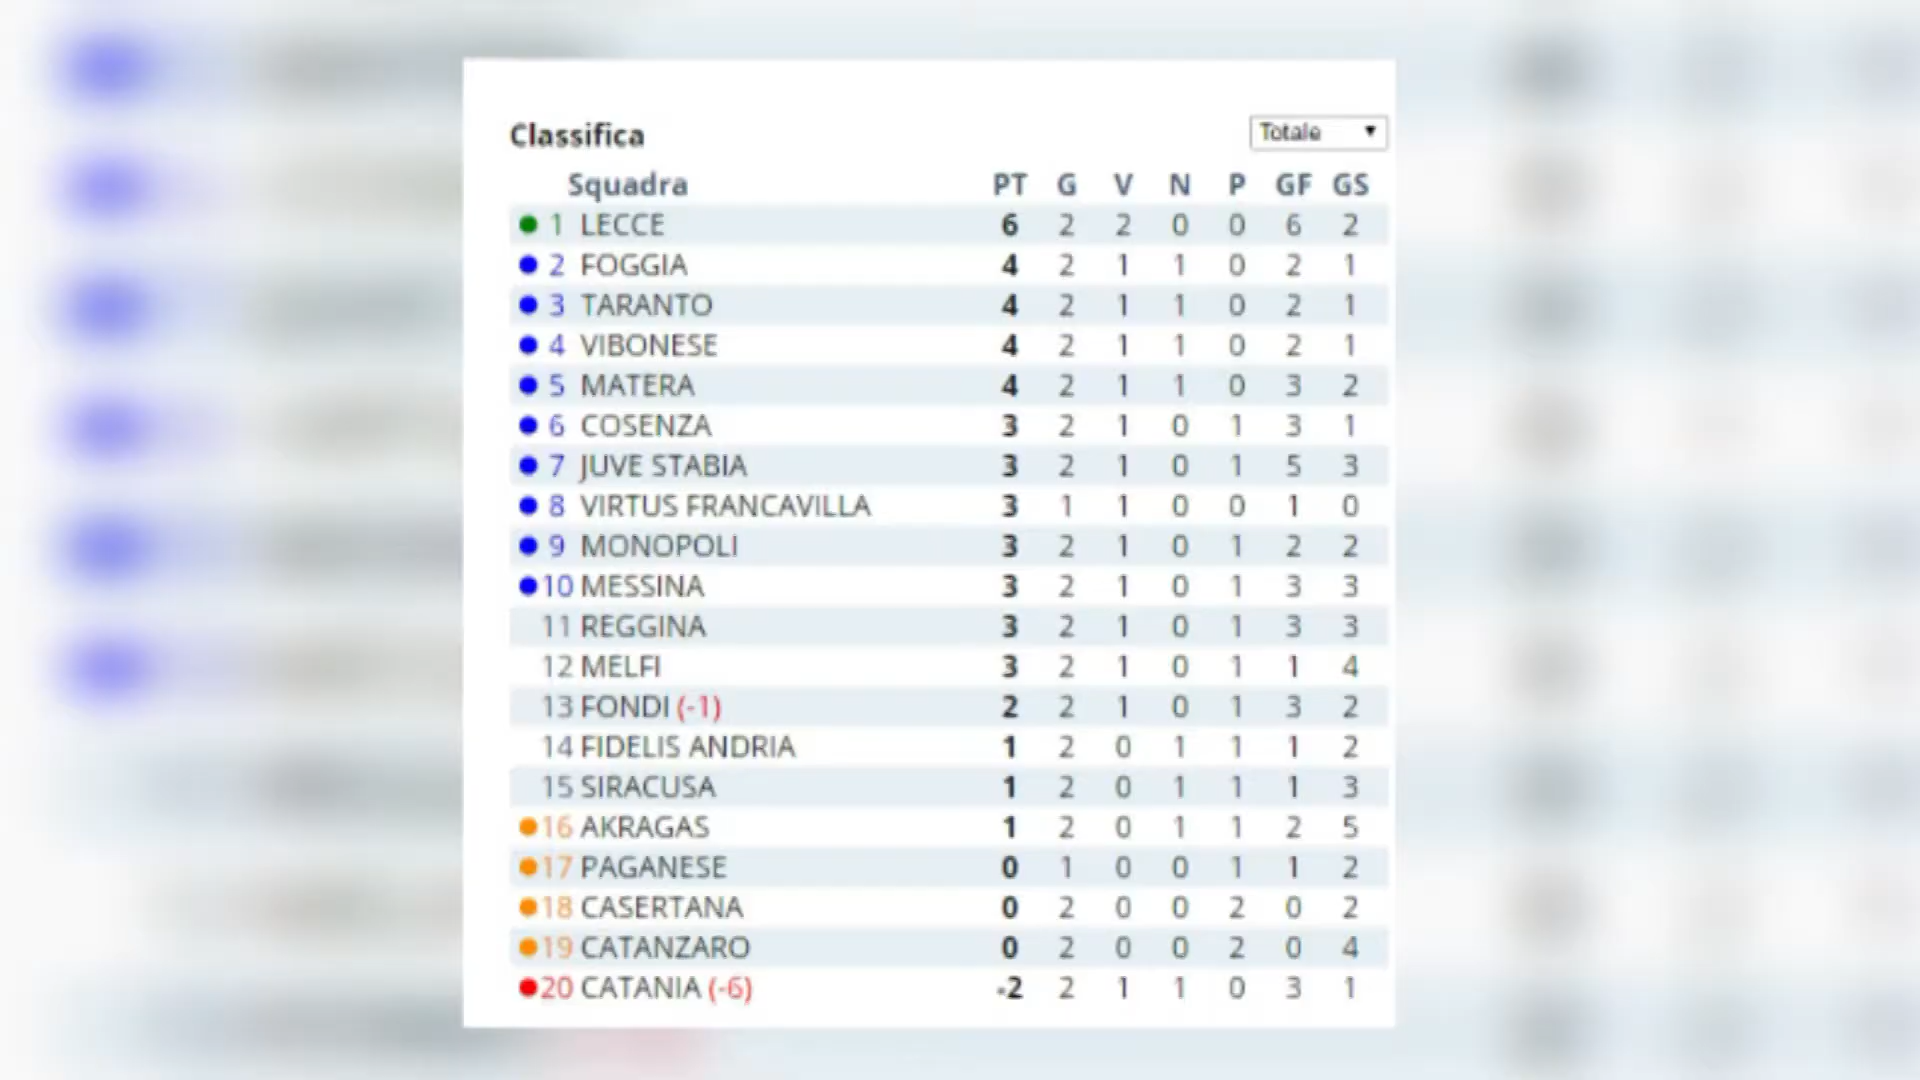 Classifica Totale
Squadra PT G V N P GF GS
1 LECCE 6 2 2 0 0 6 2
2 FOGGIA 4 2 1 1 0 2 1
3 TARANTO 4 2 1 1 0 2 1
4 VIBONESE 4 2 1 1 0 2 1
5 MATERA 4 2 1 1 0 3 2
6 COSENZA 3 2 1 0 1 3 1
7 JUVE STABIA 3 2 1 0 1 5 3
8 VIRTUS FRANCAVILLA 3 1 1 0 0 1 0
9 MONOPOLI 3 2 1 0 1 2 2
10 MESSINA 3 2 1 0 1 3 3
11 REGGINA 3 2 1 0 1 3 3
12 MELFI 3 2 1 0 1 1 4
13 FONDI (-1) 2 2 1 0 1 3 2
14 FIDELIS ANDRIA 1 2 0 1 1 1 2
15 SIRACUSA 1 2 0 1 1 1 3
16 AKRAGAS 1 2 0 1 1 2 5
17 PAGANESE 0 1 0 0 1 1 2
18 CASERTANA 0 2 0 0 2 0 2
19 CATANZARO 0 2 0 0 2 0 4
20 CATANIA (-6) -2 2 1 1 0 3 1